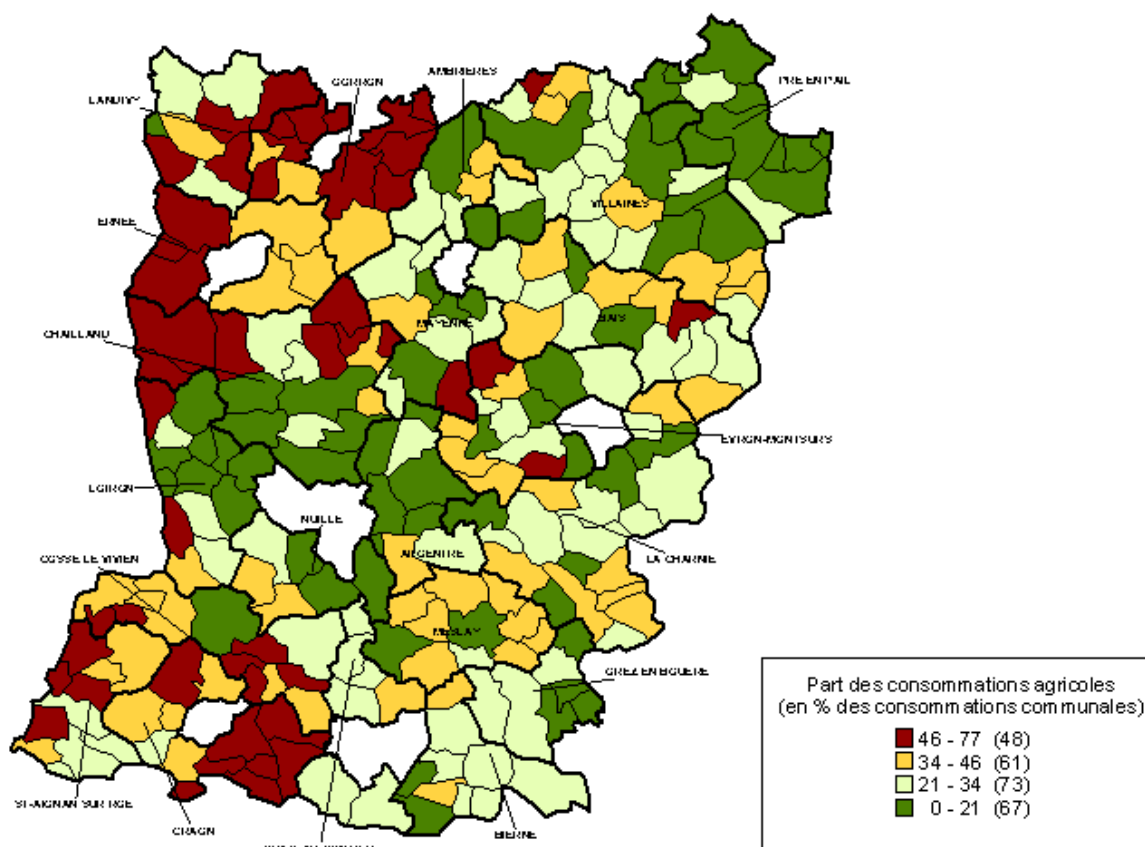 AMBRIERES
GORRON
PRE EN PAIL
LANDIVY
VILLAINES
ERNEE
MAYENNE
BAIS
CHAILLAND
EVRON-MONTSURS
LOIRON
NUILLE
ARGENTRE
LA CHARNIE
COSSE LE VIVIEN
MESLAY
GREZ EN BOUERE
ST-AIGNAN SUR ROE
CRAON
BIERNE
Part des consommations agricoles
(en % des consommations communales)
46 - 77 (48)
34 - 46 (61)
21 - 34 (73)
0 - 21 (67)